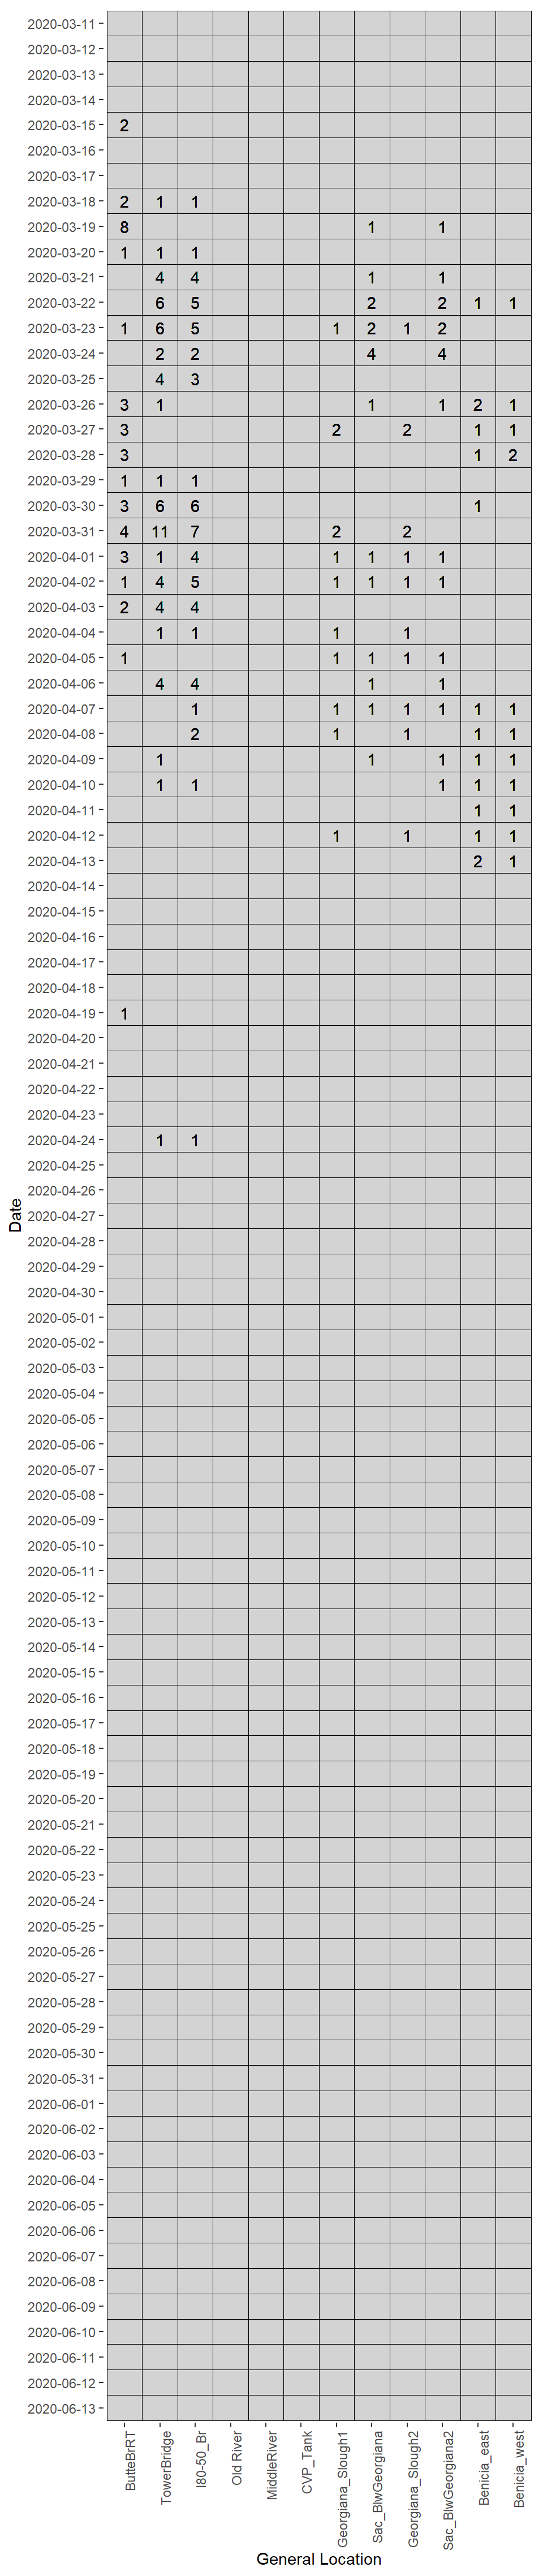 2020-03-11
2020-03-12
2020-03-13
2020-03-14
2020-03-15 2
2020-03-16
2020-03-17
2020-03-18 2 1 1
2020-03-19 8 1 1
2020-03-20 1 1 1
2020-03-21 4 4 1 1
2020-03-22 6 5 2 2 1 1
2020-03-23 1 6 5 1 2 1 2
2020-03-24 2 2 4 4
2020-03-25 4 3
2020-03-26 3 1 1 1 2 1
2020-03-27 3 2 2 1 1
2020-03-28 3 1 2
2020-03-29 1 1 1
2020-03-30 3 6 6 1
2020-03-31 4 11 7 2 2
2020-04-01 3 1 4 1 1 1 1
2020-04-02 1 4 5 1 1 1 1
2020-04-03 2 4 4
2020-04-04 1 1 1 1
2020-04-05 1 1 1 1 1
2020-04-06 4 4 1 1
2020-04-07 1 1 1 1 1 1 1
2020-04-08 2 1 1 1 1
2020-04-09 1 1 1 1 1
2020-04-10 1 1 1 1 1
2020-04-11 1 1
2020-04-12 1 1 1 1
2020-04-13 2 1
2020-04-14
2020-04-15
2020-04-16
2020-04-17
2020-04-18
2020-04-19 1
2020-04-20
2020-04-21
2020-04-22
2020-04-23
2020-04-24 1 1
2020-04-25
2020-04-26
2020-04-27
2020-04-28
2020-04-29
2020-04-30
2020-05-01
2020-05-02
2020-05-03
2020-05-04
2020-05-05
2020-05-06
2020-05-07
2020-05-08
2020-05-09
2020-05-10
2020-05-11
2020-05-12
2020-05-13
2020-05-14
2020-05-15
2020-05-16
2020-05-17
2020-05-18
2020-05-19
2020-05-20
2020-05-21
2020-05-22
2020-05-23
2020-05-24
2020-05-25
2020-05-26
2020-05-27
2020-05-28
2020-05-29
2020-05-30
2020-05-31
2020-06-01
2020-06-02
2020-06-03
2020-06-04
2020-06-05
2020-06-06
2020-06-07
2020-06-08
2020-06-09
2020-06-10
2020-06-11
2020-06-12
2020-06-13
Date
ButteBrRT
TowerBridge
I80-50_Br
Old River
MiddleRiver
CVP_Tank
Georgiana_Slough1
Sac_BlwGeorgiana
Georgiana_Slough2
Sac_BlwGeorgiana2
Benicia_east
Benicia_west
General Location